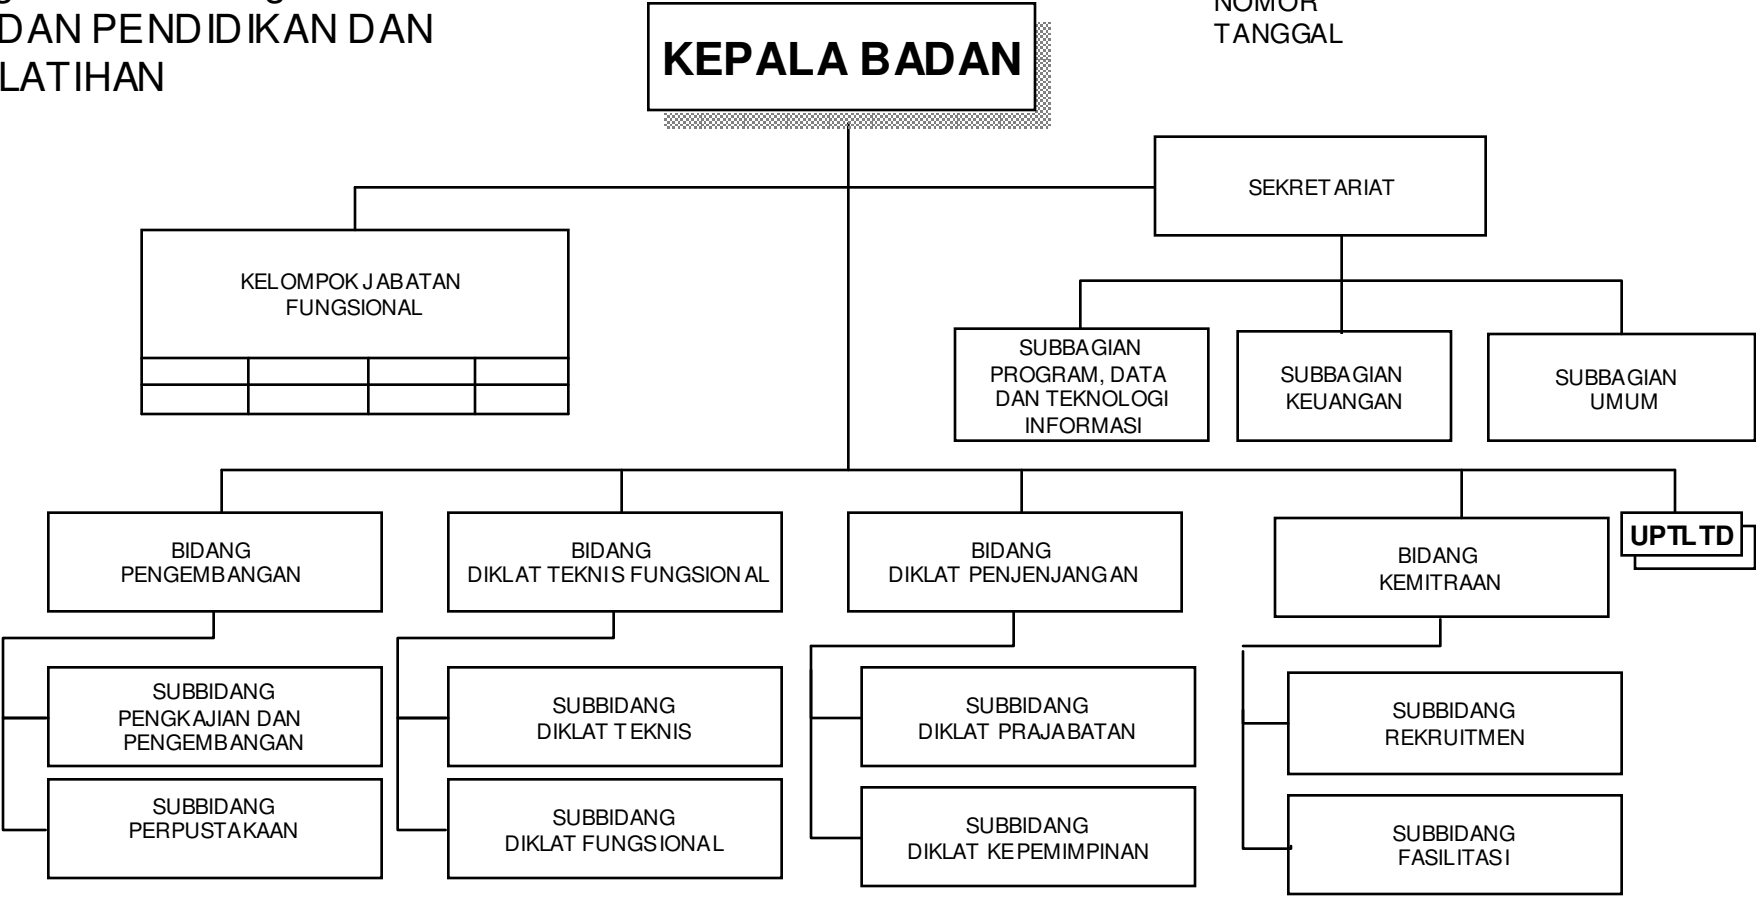 DAN PENDIDIKAN DAN
LATIHAN
NOMOR
TANGGAL
KEPALA BADAN
SEKRETARIAT
KELOMPOK JABATAN
FUNGSIONAL
SUBBAGIAN
PROGRAM, DATA
DAN TEKNOLOGI
INFORMASI
SUBBAGIAN
KEUANGAN
SUBBAGIAN
UMUM
BIDANG
PENGEMBANGAN
BIDANG
DIKLAT TEKNIS FUNGSIONAL
BIDANG
DIKLAT PENJENJANGAN
BIDANG
KEMITRAAN
SUBBIDANG
PENGKAJIAN DAN
PENGEMBANGAN
SUBBIDANG
DIKLAT TEKNIS
SUBBIDANG
DIKLAT PRAJABATAN
SUBBIDANG
REKRUITMEN
SUBBIDANG
PERPUSTAKAAN
SUBBIDANG
DIKLAT FUNGSIONAL
SUBBIDANG
DIKLAT KEPEMIMPINAN
SUBBIDANG
FASILITASI